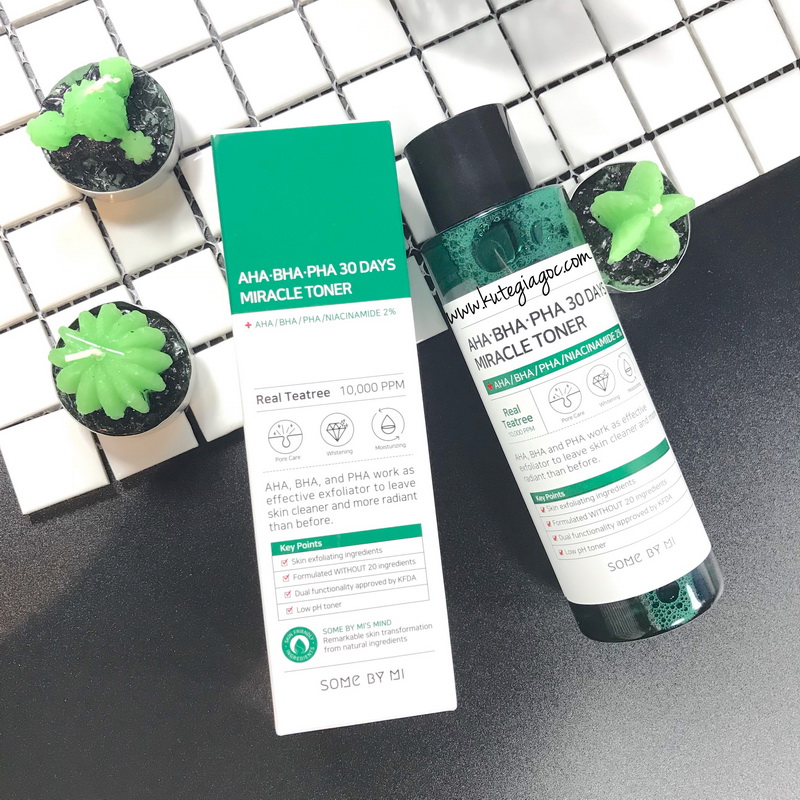 AHA·BHA·PHA 30 DAYS
MIRACLE TONER
+ AHA/BHA/PHA/NIACINAMIDE 2%
Real Teatree 10,000 PPM
Pore Care Whitening Moisturizing
AHA, BHA, and PHA work as
effective exfoliator to leave
skin cleaner and more radiant
than before.
Key Points
Skin exfoliating ingredients
Formulated WITHOUT 20 ingredients
Dual functionality approved by KFDA
Low pH toner
SKIN FRIENDLY INGREDIENTS
SOME BY MI'S MIND
Remarkable skin transformation
from natural ingredients
SOME BY MI
www.kutegiagoc.com
AHA·BHA·PHA 30 DAYS
MIRACLE TONER
+ AHA/BHA/PHA/NIACINAMIDE 2%
Real
Teatree
10,000 PPM
Pore Care Whitening
AHA, BHA and PHA work as effective
exfoliator to leave skin cleaner and
radiant than before.
Key Points
Skin exfoliating ingredients
Formulated WITHOUT 20 ingredients
Dual functionality approved by KFDA
Low pH toner
SOME BY MI